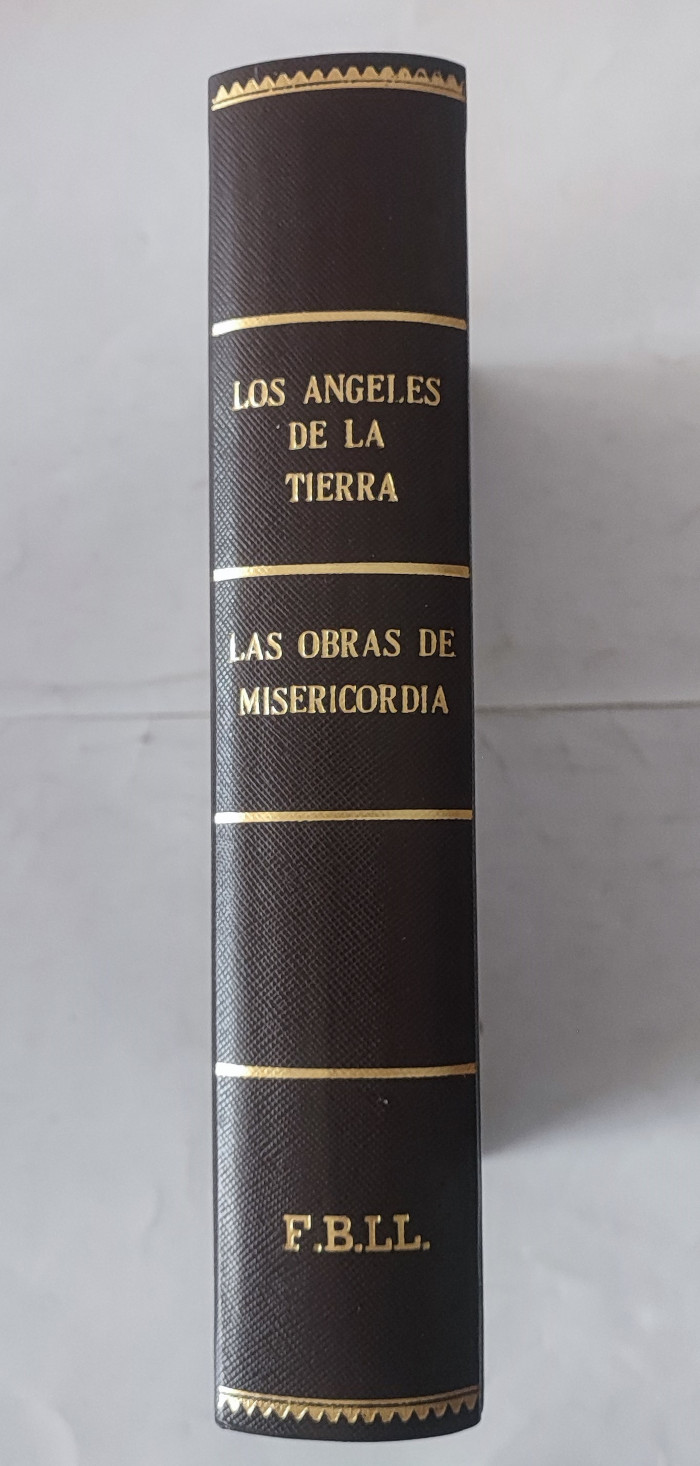 LOS ANGELES
DE LA
TIERRA
LAS OBRAS DE
MISERICORDIA
F.B.LL.